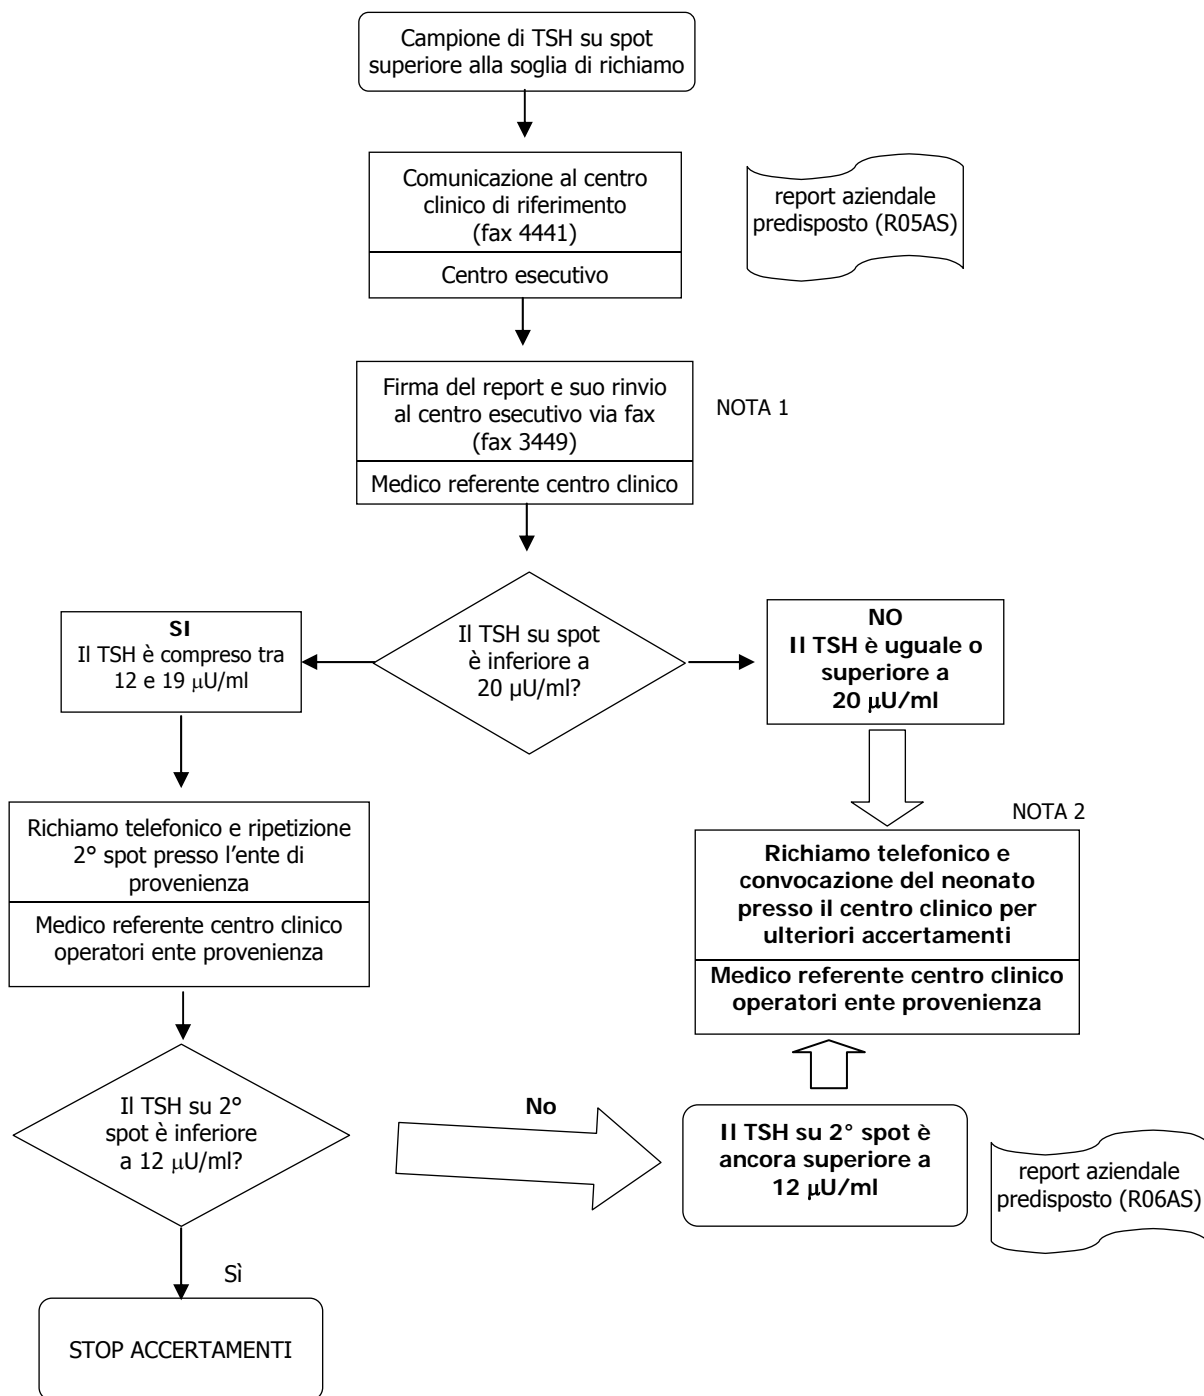 Campione di TSH su spot
superiore alla soglia di richiamo
Comunicazione al centro
clinico di riferimento
(fax 4441)
Centro esecutivo
report aziendale
predisposto (R05AS)
Firma del report e suo rinvio
al centro esecutivo via fax
(fax 3449)
Medico referente centro clinico
NOTA 1
Il TSH su spot
è inferiore a
20 µU/ml?
SI
Il TSH è compreso tra
12 e 19 µU/ml
NO
Il TSH è uguale o
superiore a
20 µU/ml
Richiamo telefonico e ripetizione
2° spot presso l'ente di
provenienza
Medico referente centro clinico
operatori ente provenienza
NOTA 2
Richiamo telefonico e
convocazione del neonato
presso il centro clinico per
ulteriori accertamenti
Medico referente centro clinico
operatori ente provenienza
Il TSH su 2°
spot è inferiore
a 12 µU/ml?
No
Il TSH su 2° spot è
ancora superiore a
12 µU/ml
report aziendale
predisposto (R06AS)
Sì
STOP ACCERTAMENTI